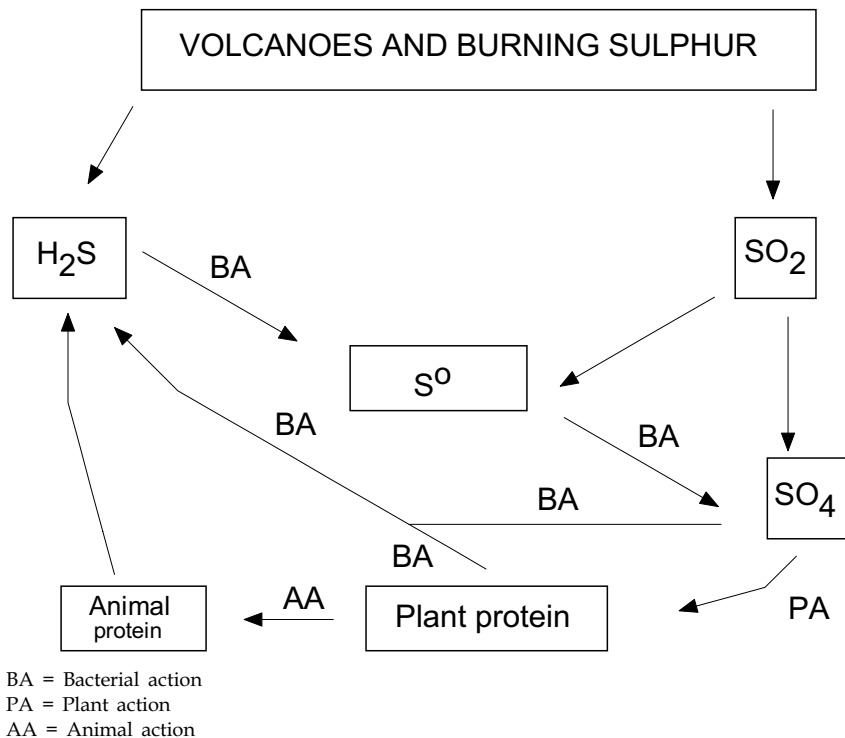 VOLCANOES AND BURNING SULPHUR
H₂S
BA
SO₂
S⁰
BA
BA
BA
SO₄
BA
Animal
protein
AA
Plant protein
PA
BA = Bacterial action
PA = Plant action
AA = Animal action